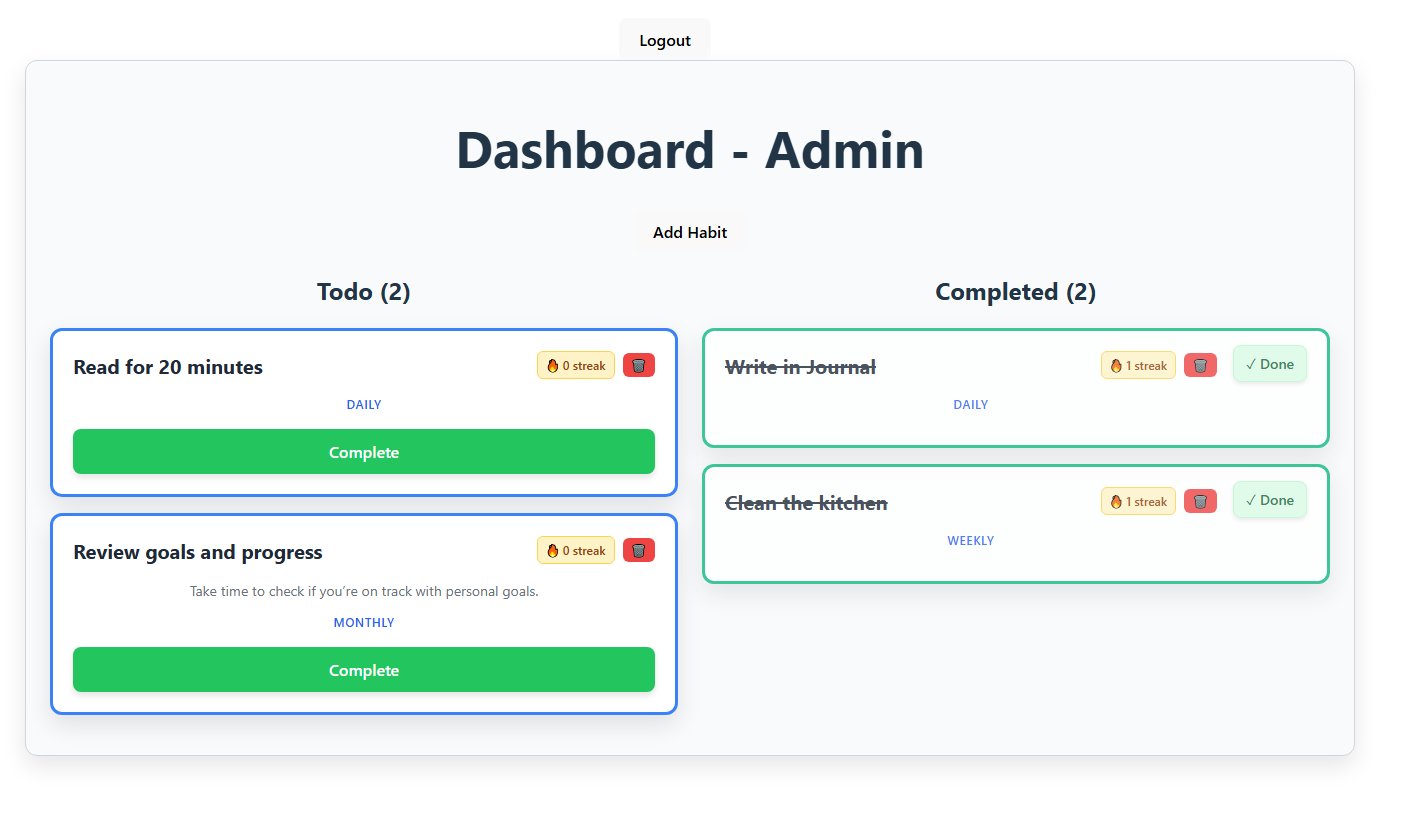 Logout
Dashboard - Admin
Add Habit
Todo (2)
Read for 20 minutes
🔥 0 streak
🗑️
DAILY
Complete
Review goals and progress
🔥 0 streak
🗑️
Take time to check if you’re on track with personal goals.
MONTHLY
Complete
Completed (2)
Write in Journal
🔥 1 streak
🗑️
✓ Done
DAILY
Clean the kitchen
🔥 1 streak
🗑️
✓ Done
WEEKLY